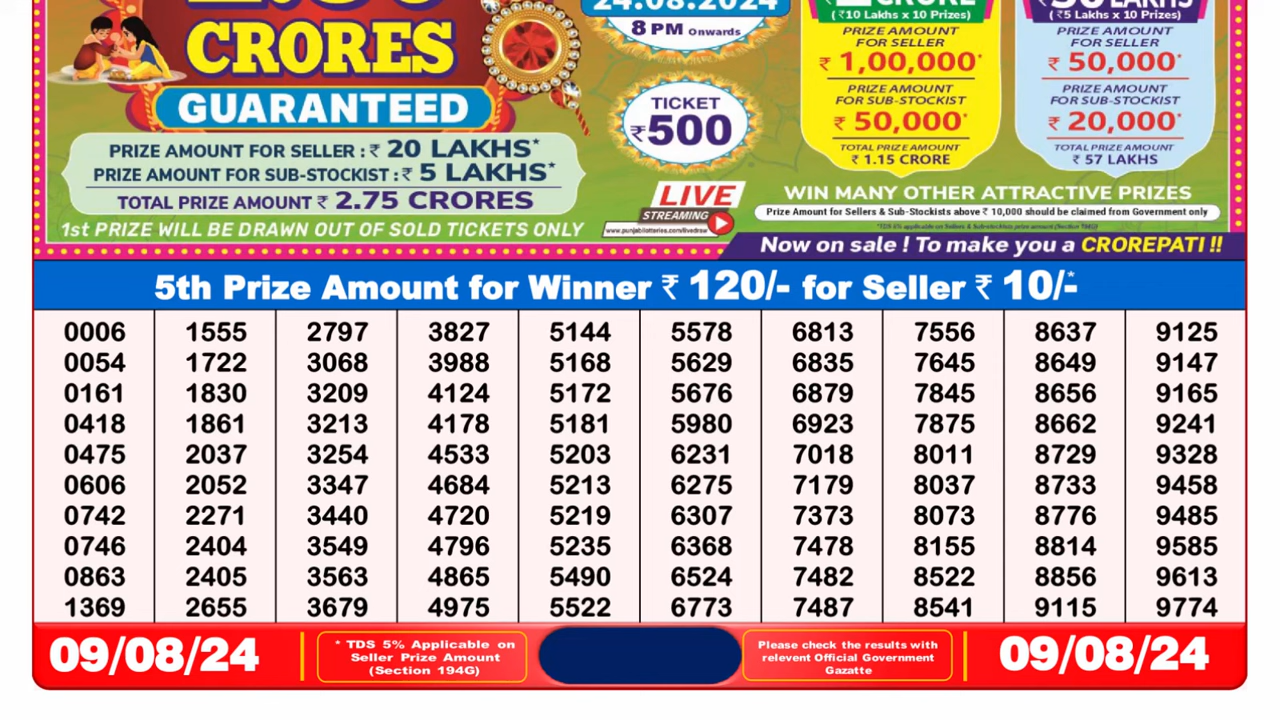 CRORES
GUARANTEED
PRIZE AMOUNT FOR SELLER : ₹ 20 LAKHS*
PRIZE AMOUNT FOR SUB-STOCKIST : ₹ 5 LAKHS*
TOTAL PRIZE AMOUNT ₹ 2.75 CRORES
1st PRIZE WILL BE DRAWN OUT OF SOLD TICKETS ONLY
24.08.2024
8 PM Onwards
TICKET
₹500
LIVE
STREAMING
www.punjablotteries.com/livedraw
CRORE
(₹10 Lakhs x 10 Prizes)
PRIZE AMOUNT
FOR SELLER
₹ 1,00,000*
PRIZE AMOUNT
FOR SUB-STOCKIST
₹ 50,000*
TOTAL PRIZE AMOUNT
₹ 1.15 CRORE
LAKHS
(₹5 Lakhs x 10 Prizes)
PRIZE AMOUNT
FOR SELLER
₹ 50,000*
PRIZE AMOUNT
FOR SUB-STOCKIST
₹ 20,000*
TOTAL PRIZE AMOUNT
₹ 57 LAKHS
WIN MANY OTHER ATTRACTIVE PRIZES
Prize Amount for Sellers & Sub-Stockists above ₹ 10,000 should be claimed from Government only
Now on sale ! To make you a CROREPATI !!
5th Prize Amount for Winner ₹ 120/- for Seller ₹ 10/-*
0006 1555 2797 3827 5144 5578 6813 7556 8637 9125
0054 1722 3068 3988 5168 5629 6835 7645 8649 9147
0161 1830 3209 4124 5172 5676 6879 7845 8656 9165
0418 1861 3213 4178 5181 5980 6923 7875 8662 9241
0475 2037 3254 4533 5203 6231 7018 8011 8729 9328
0606 2052 3347 4684 5213 6275 7179 8037 8733 9458
0742 2271 3440 4720 5219 6307 7373 8073 8776 9485
0746 2404 3549 4796 5235 6368 7478 8155 8814 9585
0863 2405 3563 4865 5490 6524 7482 8522 8856 9613
1369 2655 3679 4975 5522 6773 7487 8541 9115 9774
09/08/24
* TDS 5% Applicable on
Seller Prize Amount
(Section 194G)
Please check the results with
relevent Official Government
Gazatte
09/08/24